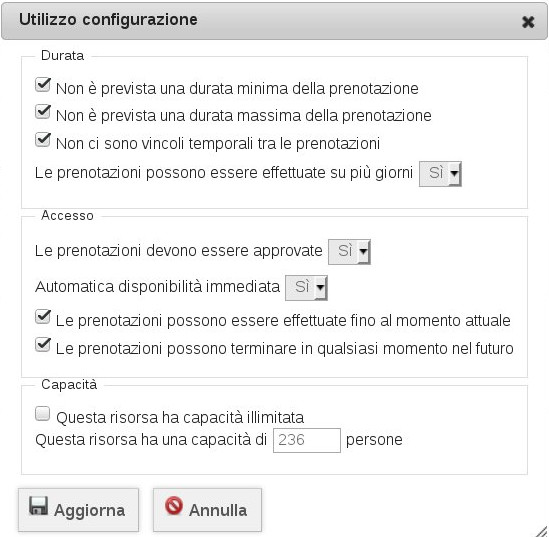 Utilizzo configurazione
Durata
Non è prevista una durata minima della prenotazione
Non è prevista una durata massima della prenotazione
Non ci sono vincoli temporali tra le prenotazioni
Le prenotazioni possono essere effettuate su più giorni Sì
Accesso
Le prenotazioni devono essere approvate Sì
Automatica disponibilità immediata Sì
Le prenotazioni possono essere effettuate fino al momento attuale
Le prenotazioni possono terminare in qualsiasi momento nel futuro
Capacità
Questa risorsa ha capacità illimitata
Questa risorsa ha una capacità di 236 persone
Aggiorna Annulla